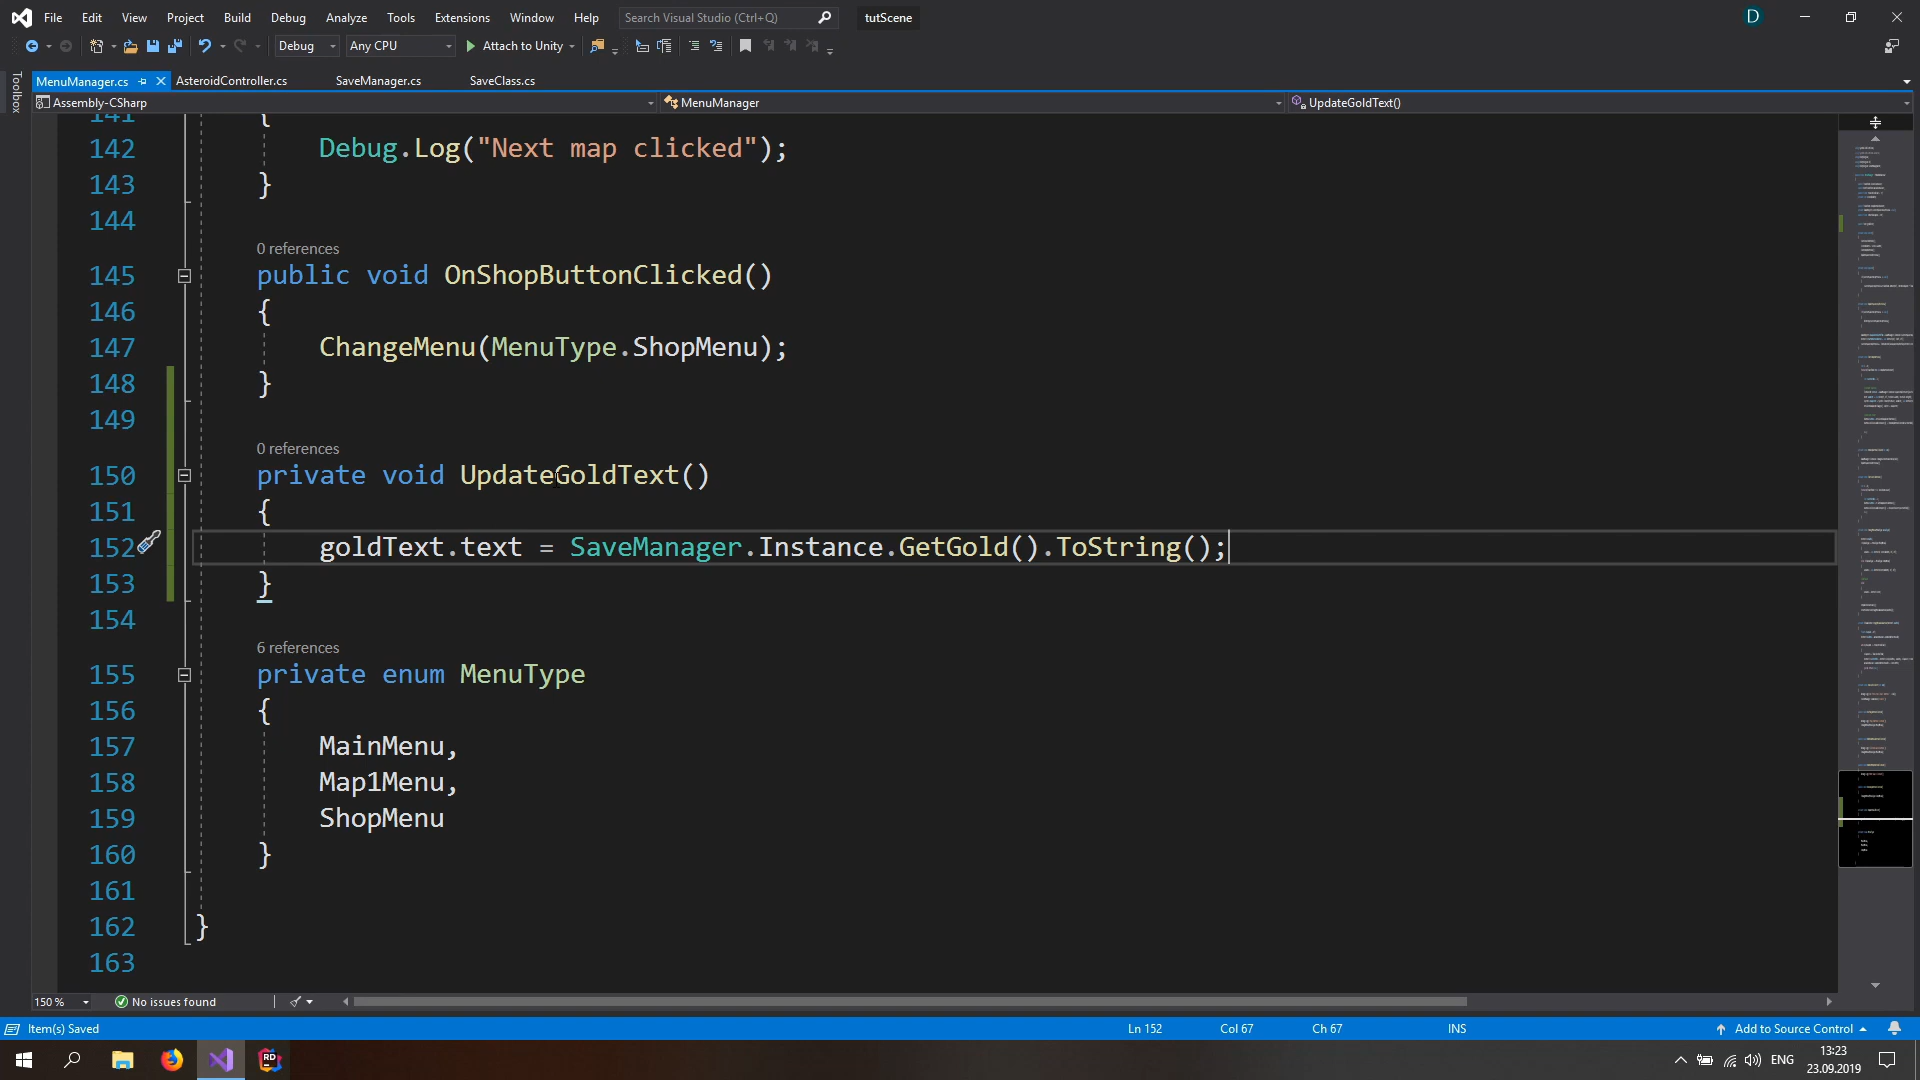 File Edit View Project Build Debug Analyze Tools Extensions Window Help Search Visual Studio (Ctrl+Q) tutScene D
Debug Any CPU Attach to Unity
Toolbox
MenuManager.cs AsteroidController.cs SaveManager.cs SaveClass.cs
Assembly-CSharp MenuManager UpdateGoldText()
141 {
142 Debug.Log("Next map clicked");
143 }
144
0 references
145 public void OnShopButtonClicked()
146 {
147 ChangeMenu(MenuType.ShopMenu);
148 }
149
0 references
150 private void UpdateGoldText()
151 {
152 goldText.text = SaveManager.Instance.GetGold().ToString();
153 }
154
6 references
155 private enum MenuType
156 {
157 MainMenu,
158 Map1Menu,
159 ShopMenu
160 }
161
162 }
163
150 % No issues found
Item(s) Saved Ln 152 Col 67 Ch 67 INS Add to Source Control
RD ENG 13:23
23.09.2019